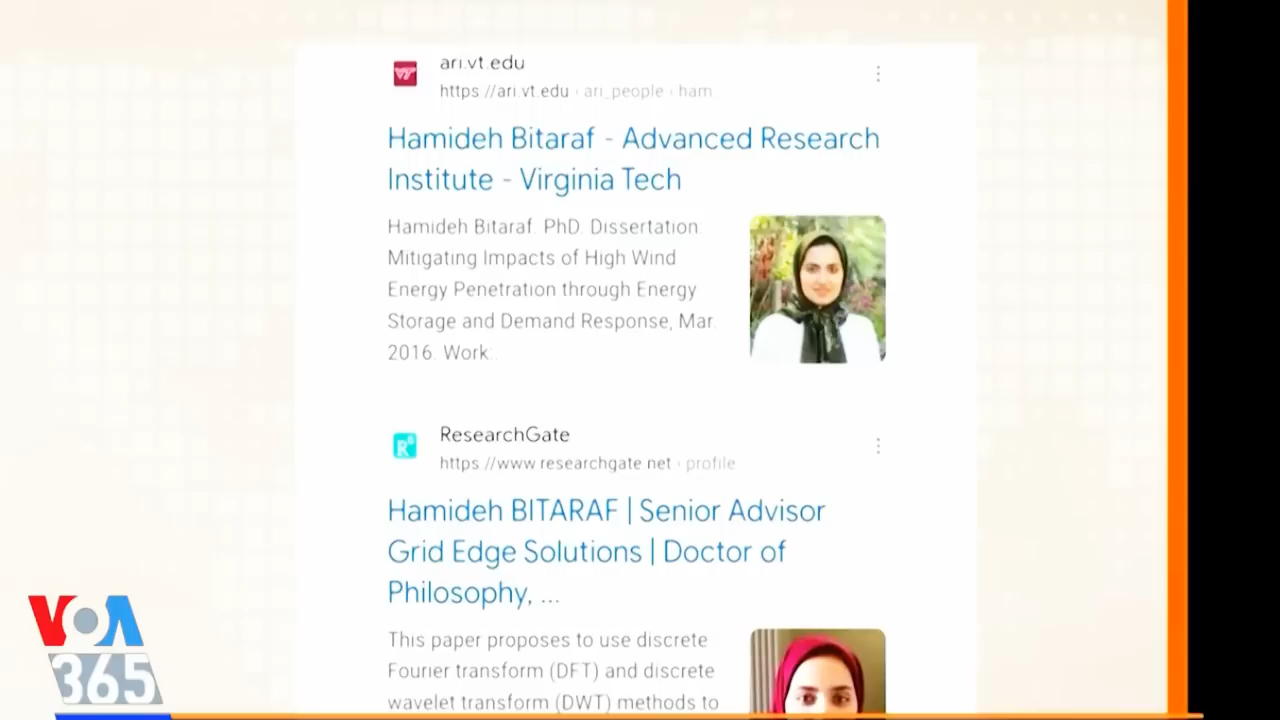 ari.vt.edu
https //ari.vt.edu › ari_people › ham
Hamideh Bitaraf - Advanced Research
Institute - Virginia Tech
Hamideh Bitaraf. PhD. Dissertation:
Mitigating Impacts of High Wind
Energy Penetration through Energy
Storage and Demand Response, Mar.
2016. Work:.
ResearchGate
https //www researchgate net › profile
Hamideh BITARAF | Senior Advisor
Grid Edge Solutions | Doctor of
Philosophy, ...
This paper proposes to use discrete
Fourier transform (DFT) and discrete
wavelet transform (DWT) methods to
VOA
365